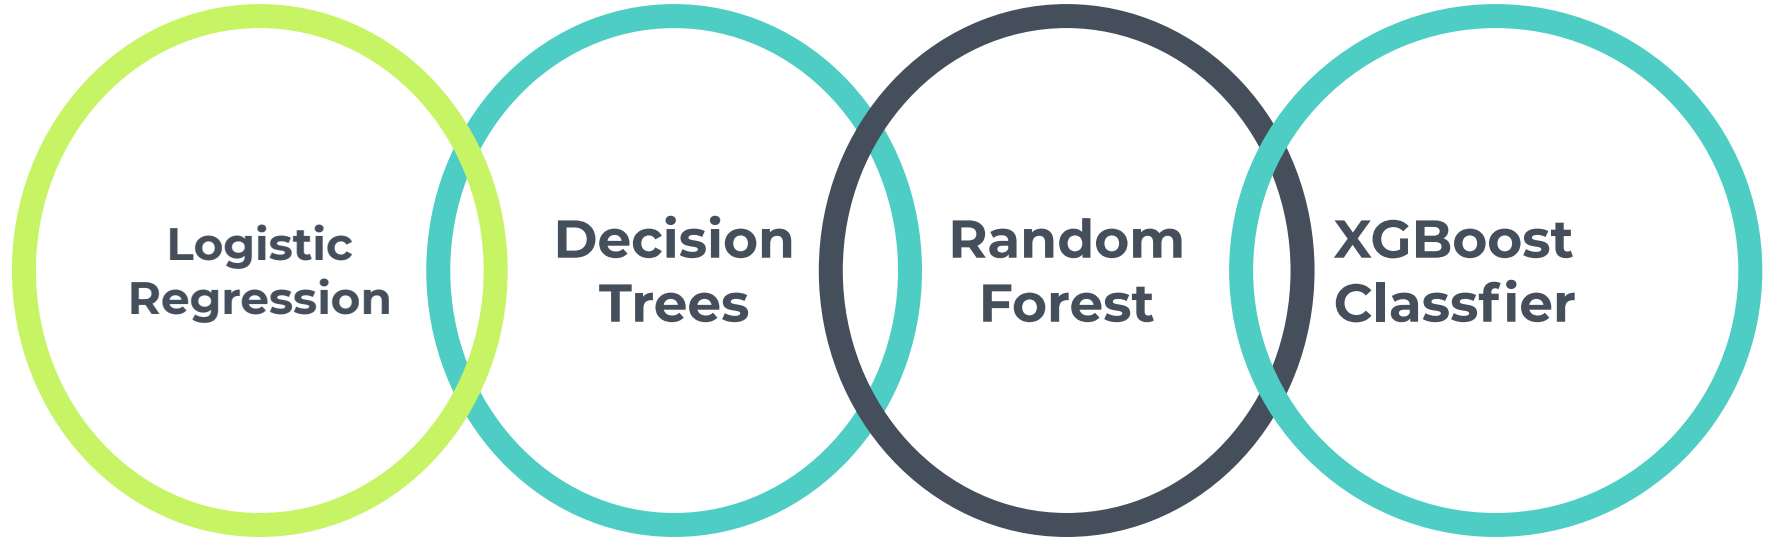 Logistic
Regression
Decision
Trees
Random
Forest
XGBoost
Classfier